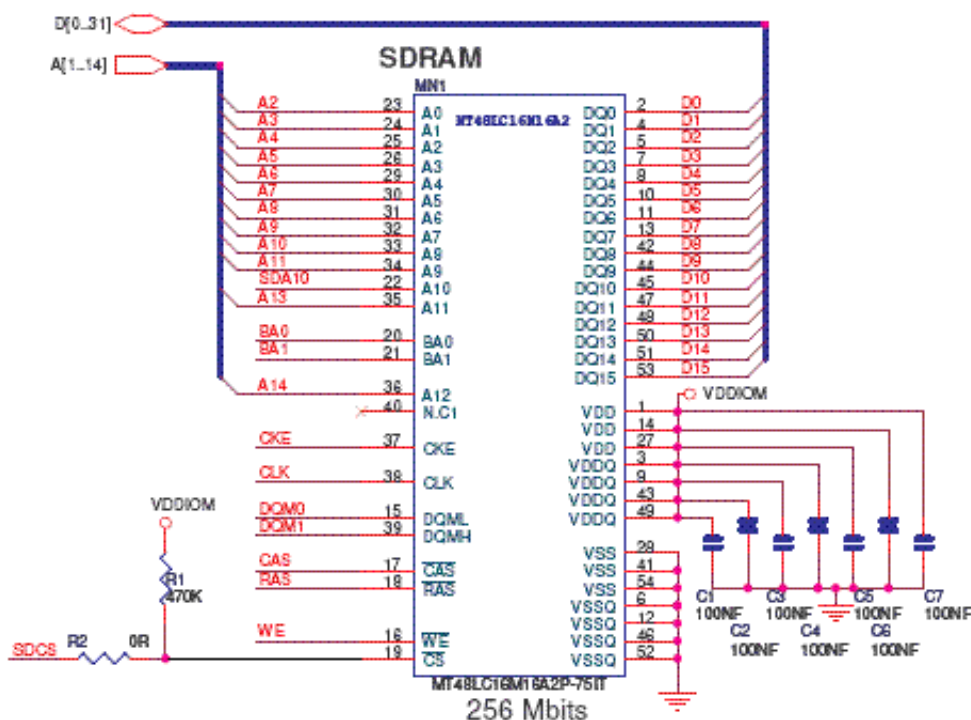 D[0..31]
A[1..14]
SDRAM
MN1
MT48LC16M16A2
A2 23 A0 DQ0 2 D0
A3 24 A1 DQ1 4 D1
A4 25 A2 DQ2 5 D2
A5 26 A3 DQ3 7 D3
A6 29 A4 DQ4 8 D4
A7 30 A5 DQ5 10 D5
A8 31 A6 DQ6 11 D6
A9 32 A7 DQ7 13 D7
A10 33 A8 DQ8 42 D8
A11 34 A9 DQ9 44 D9
SDA10 22 A10 DQ10 45 D10
A13 35 A11 DQ11 47 D11
DQ12 48 D12
BA0 20 BA0 DQ13 50 D13
BA1 21 BA1 DQ14 51 D14
DQ15 53 D15
A14 36 A12
VDDIOM
40 N.C1 VDD 1
VDD 14
CKE 37 CKE VDD 27
VDDQ 3
CLK 38 CLK VDDQ 9
VDDQ 43
VDDIOM
DQM0 15 DQML VDDQ 49
DQM1 39 DQMH
VSS 28
CAS 17 CAS VSS 41
RAS 18 RAS VSS 54
R1
470K
VSSQ 6
VSSQ 12
WE 16 WE VSSQ 46
SDCS R2 0R 19 CS VSSQ 52
C1 C3 C5 C7
100NF 100NF 100NF 100NF
C2 C4 C6
100NF 100NF 100NF
MT48LC16M16A2P-75IT
256 Mbits